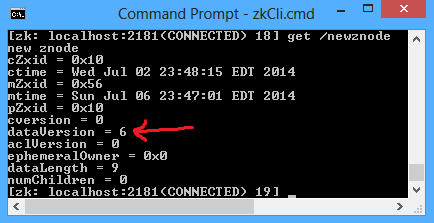 Command Prompt - zkCli.cmd
[zk: localhost:2181(CONNECTED) 18] get /newznode
new znode
cZxid = 0x10
ctime = Wed Jul 02 23:48:15 EDT 2014
mZxid = 0x56
mtime = Sun Jul 06 23:47:01 EDT 2014
pZxid = 0x10
cversion = 0
dataVersion = 6
aclVersion = 0
ephemeralOwner = 0x0
dataLength = 9
numChildren = 0
[zk: localhost:2181(CONNECTED) 19] _